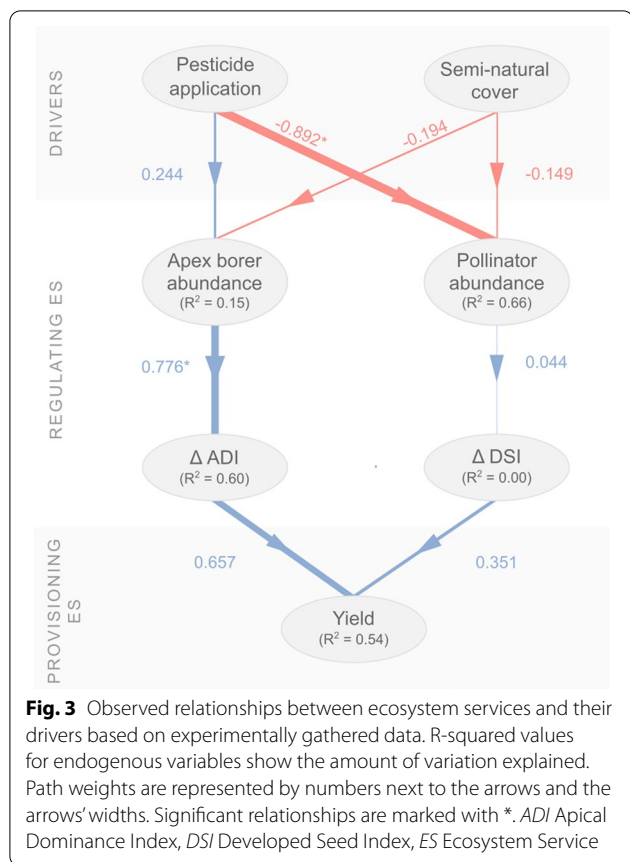 DRIVERS
Pesticide
application
Semi-natural
cover
-0.892*
-0.194
0.244
-0.149
REGULATING ES
Apex borer
abundance
(R² = 0.15)
Pollinator
abundance
(R² = 0.66)
0.776*
0.044
Δ ADI
(R² = 0.60)
Δ DSI
(R² = 0.00)
PROVISIONING
ES
0.657
0.351
Yield
(R² = 0.54)
Fig. 3 Observed relationships between ecosystem services and their
drivers based on experimentally gathered data. R-squared values
for endogenous variables show the amount of variation explained.
Path weights are represented by numbers next to the arrows and the
arrows' widths. Significant relationships are marked with *. ADI Apical
Dominance Index, DSI Developed Seed Index, ES Ecosystem Service